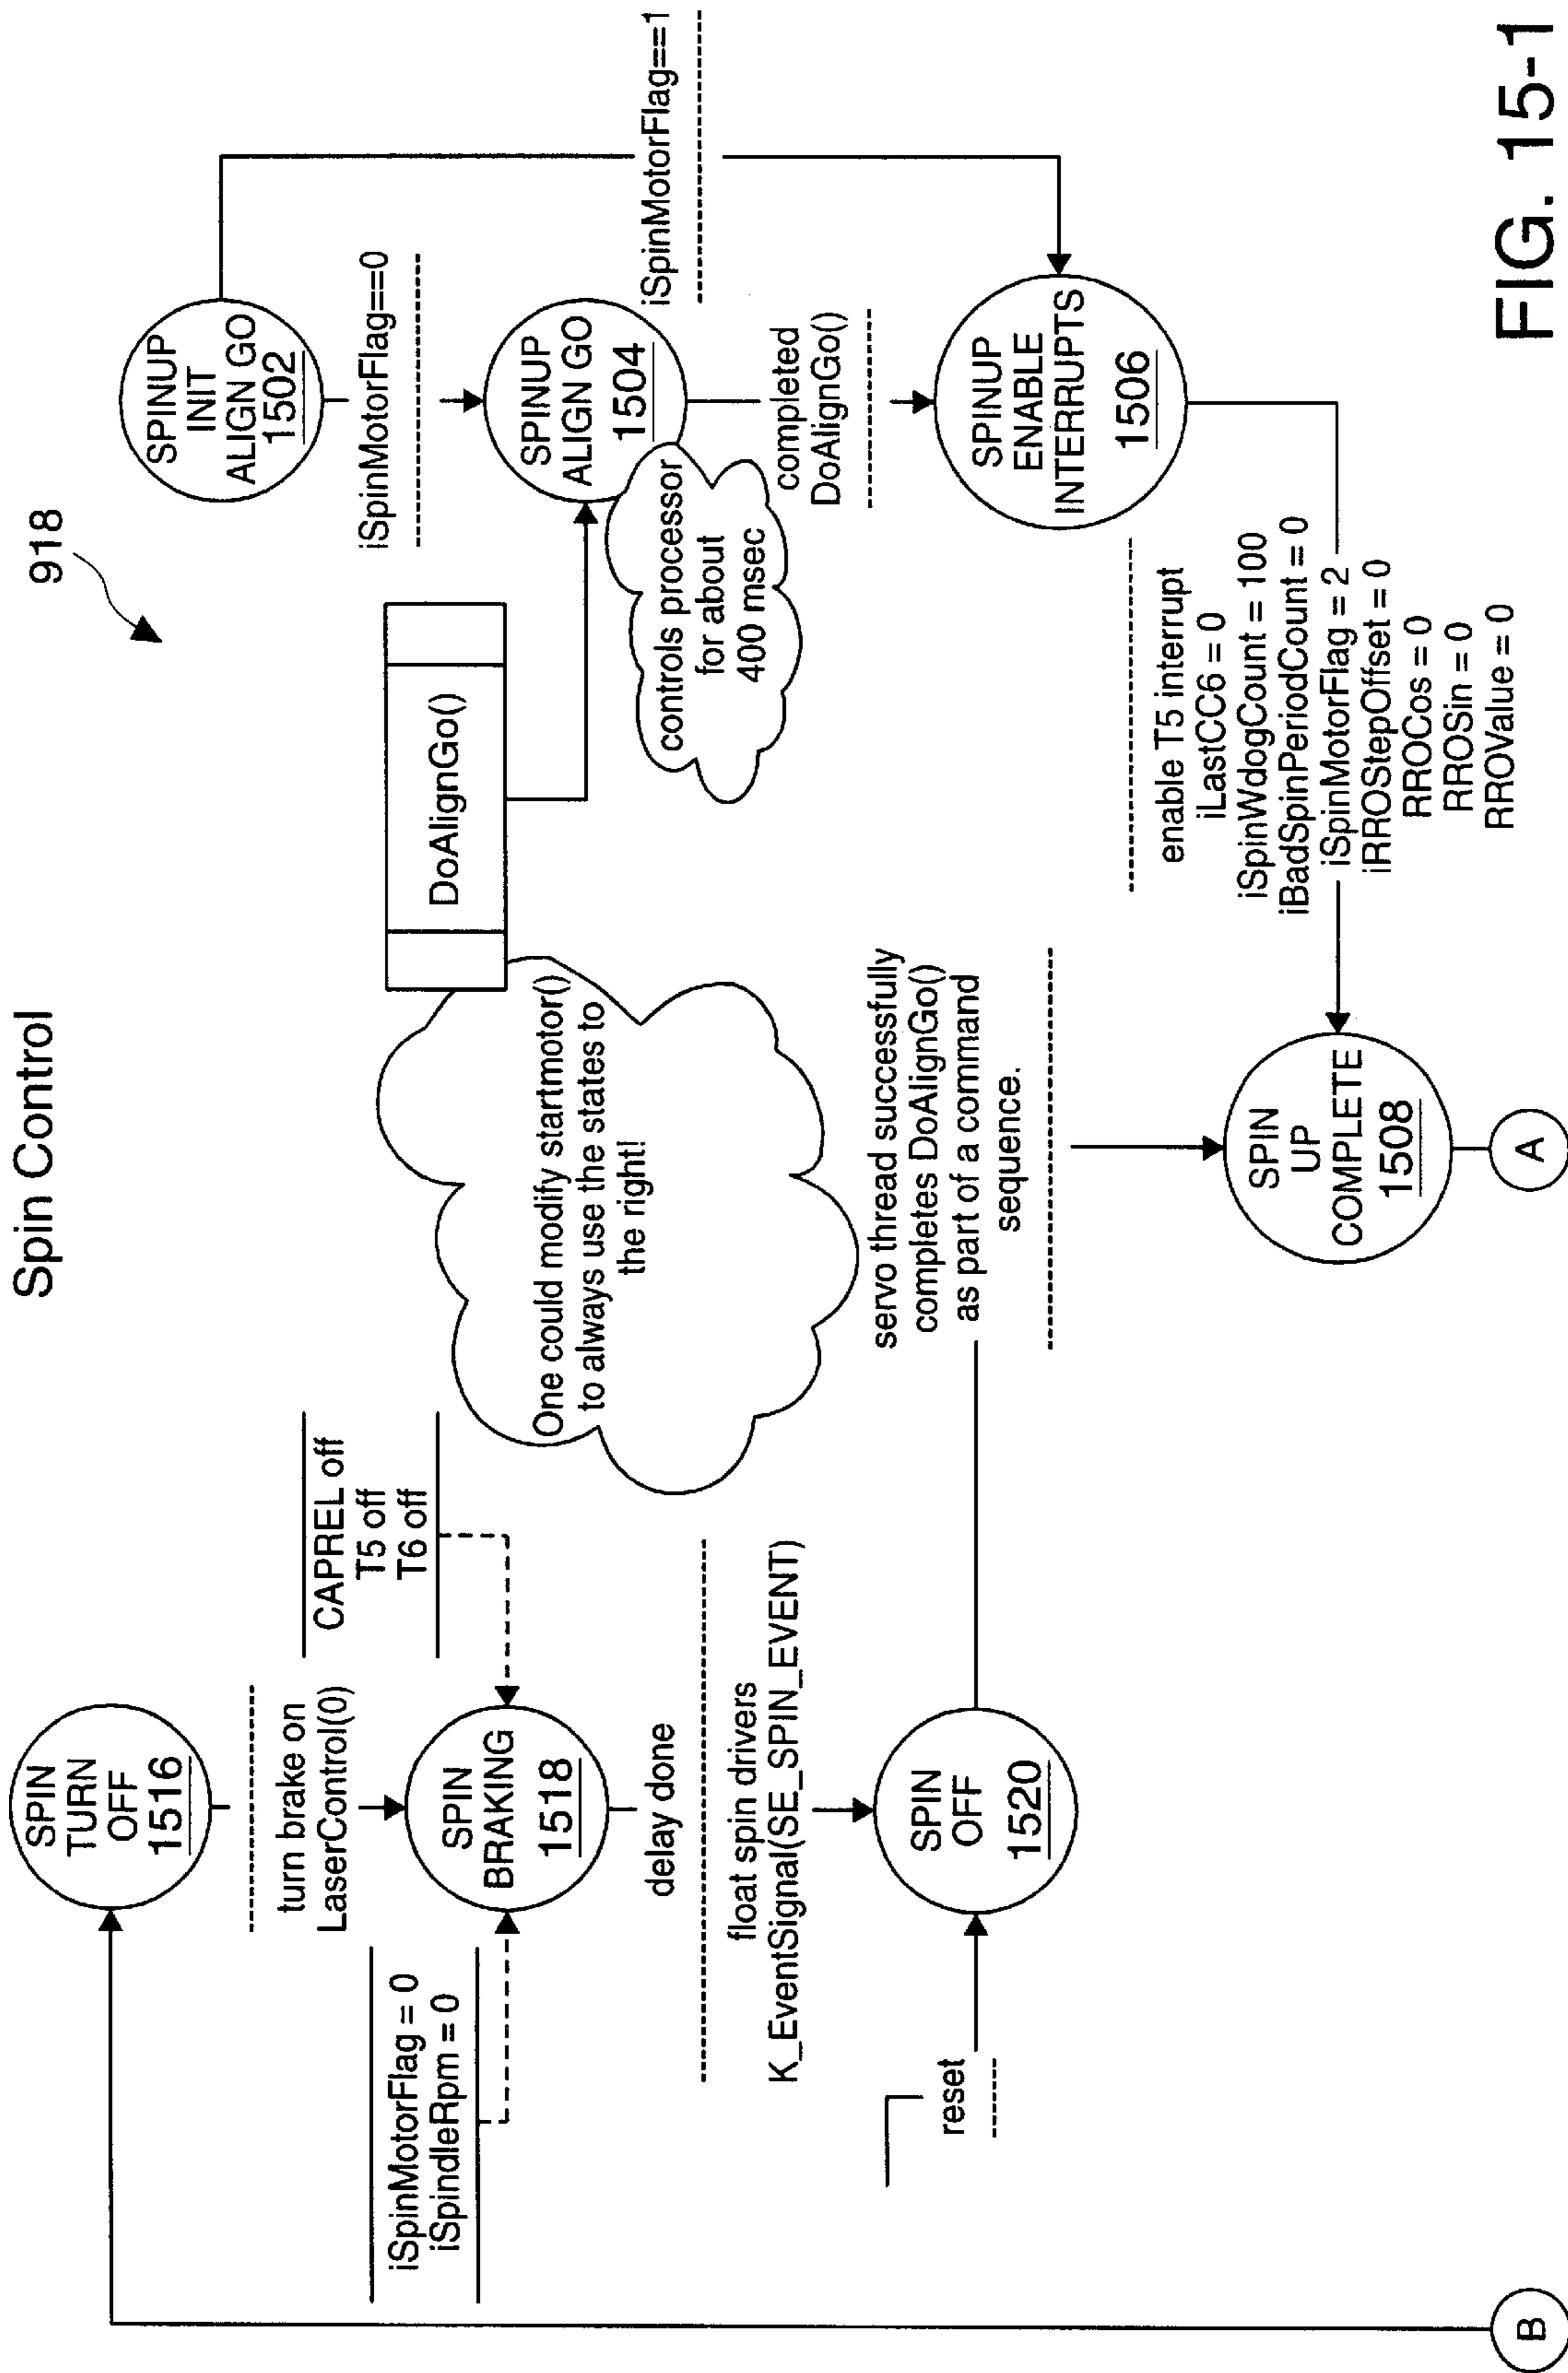 Spin Control
918
SPIN
TURN
OFF
1516
turn brake on
LaserControl(0)
CAPREL off
T5 off
T6 off
iSpinMotorFlag = 0
iSpindleRpm = 0
SPIN
BRAKING
1518
delay done
float spin drivers
K_EventSignal(SE_SPIN_EVENT)
reset
SPIN
OFF
1520
One could modify startmotor()
to always use the states to
the right!
DoAlignGo()
servo thread successfully
completes DoAlignGo()
as part of a command
sequence.
SPINUP
INIT
ALIGN GO
1502
iSpinMotorFlag==0
iSpinMotorFlag==1
SPINUP
ALIGN GO
1504
controls processor
for about
400 msec
completed
DoAlignGo()
SPINUP
ENABLE
INTERRUPTS
1506
enable T5 interrupt
iLastCC6 = 0
iSpinWdogCount = 100
iBadSpinPeriodCount = 0
iSpinMotorFlag = 2
iRROStepOffset = 0
RROCos = 0
RROSin = 0
RROValue = 0
SPIN
UP
COMPLETE
1508
A
B
FIG. 15-1